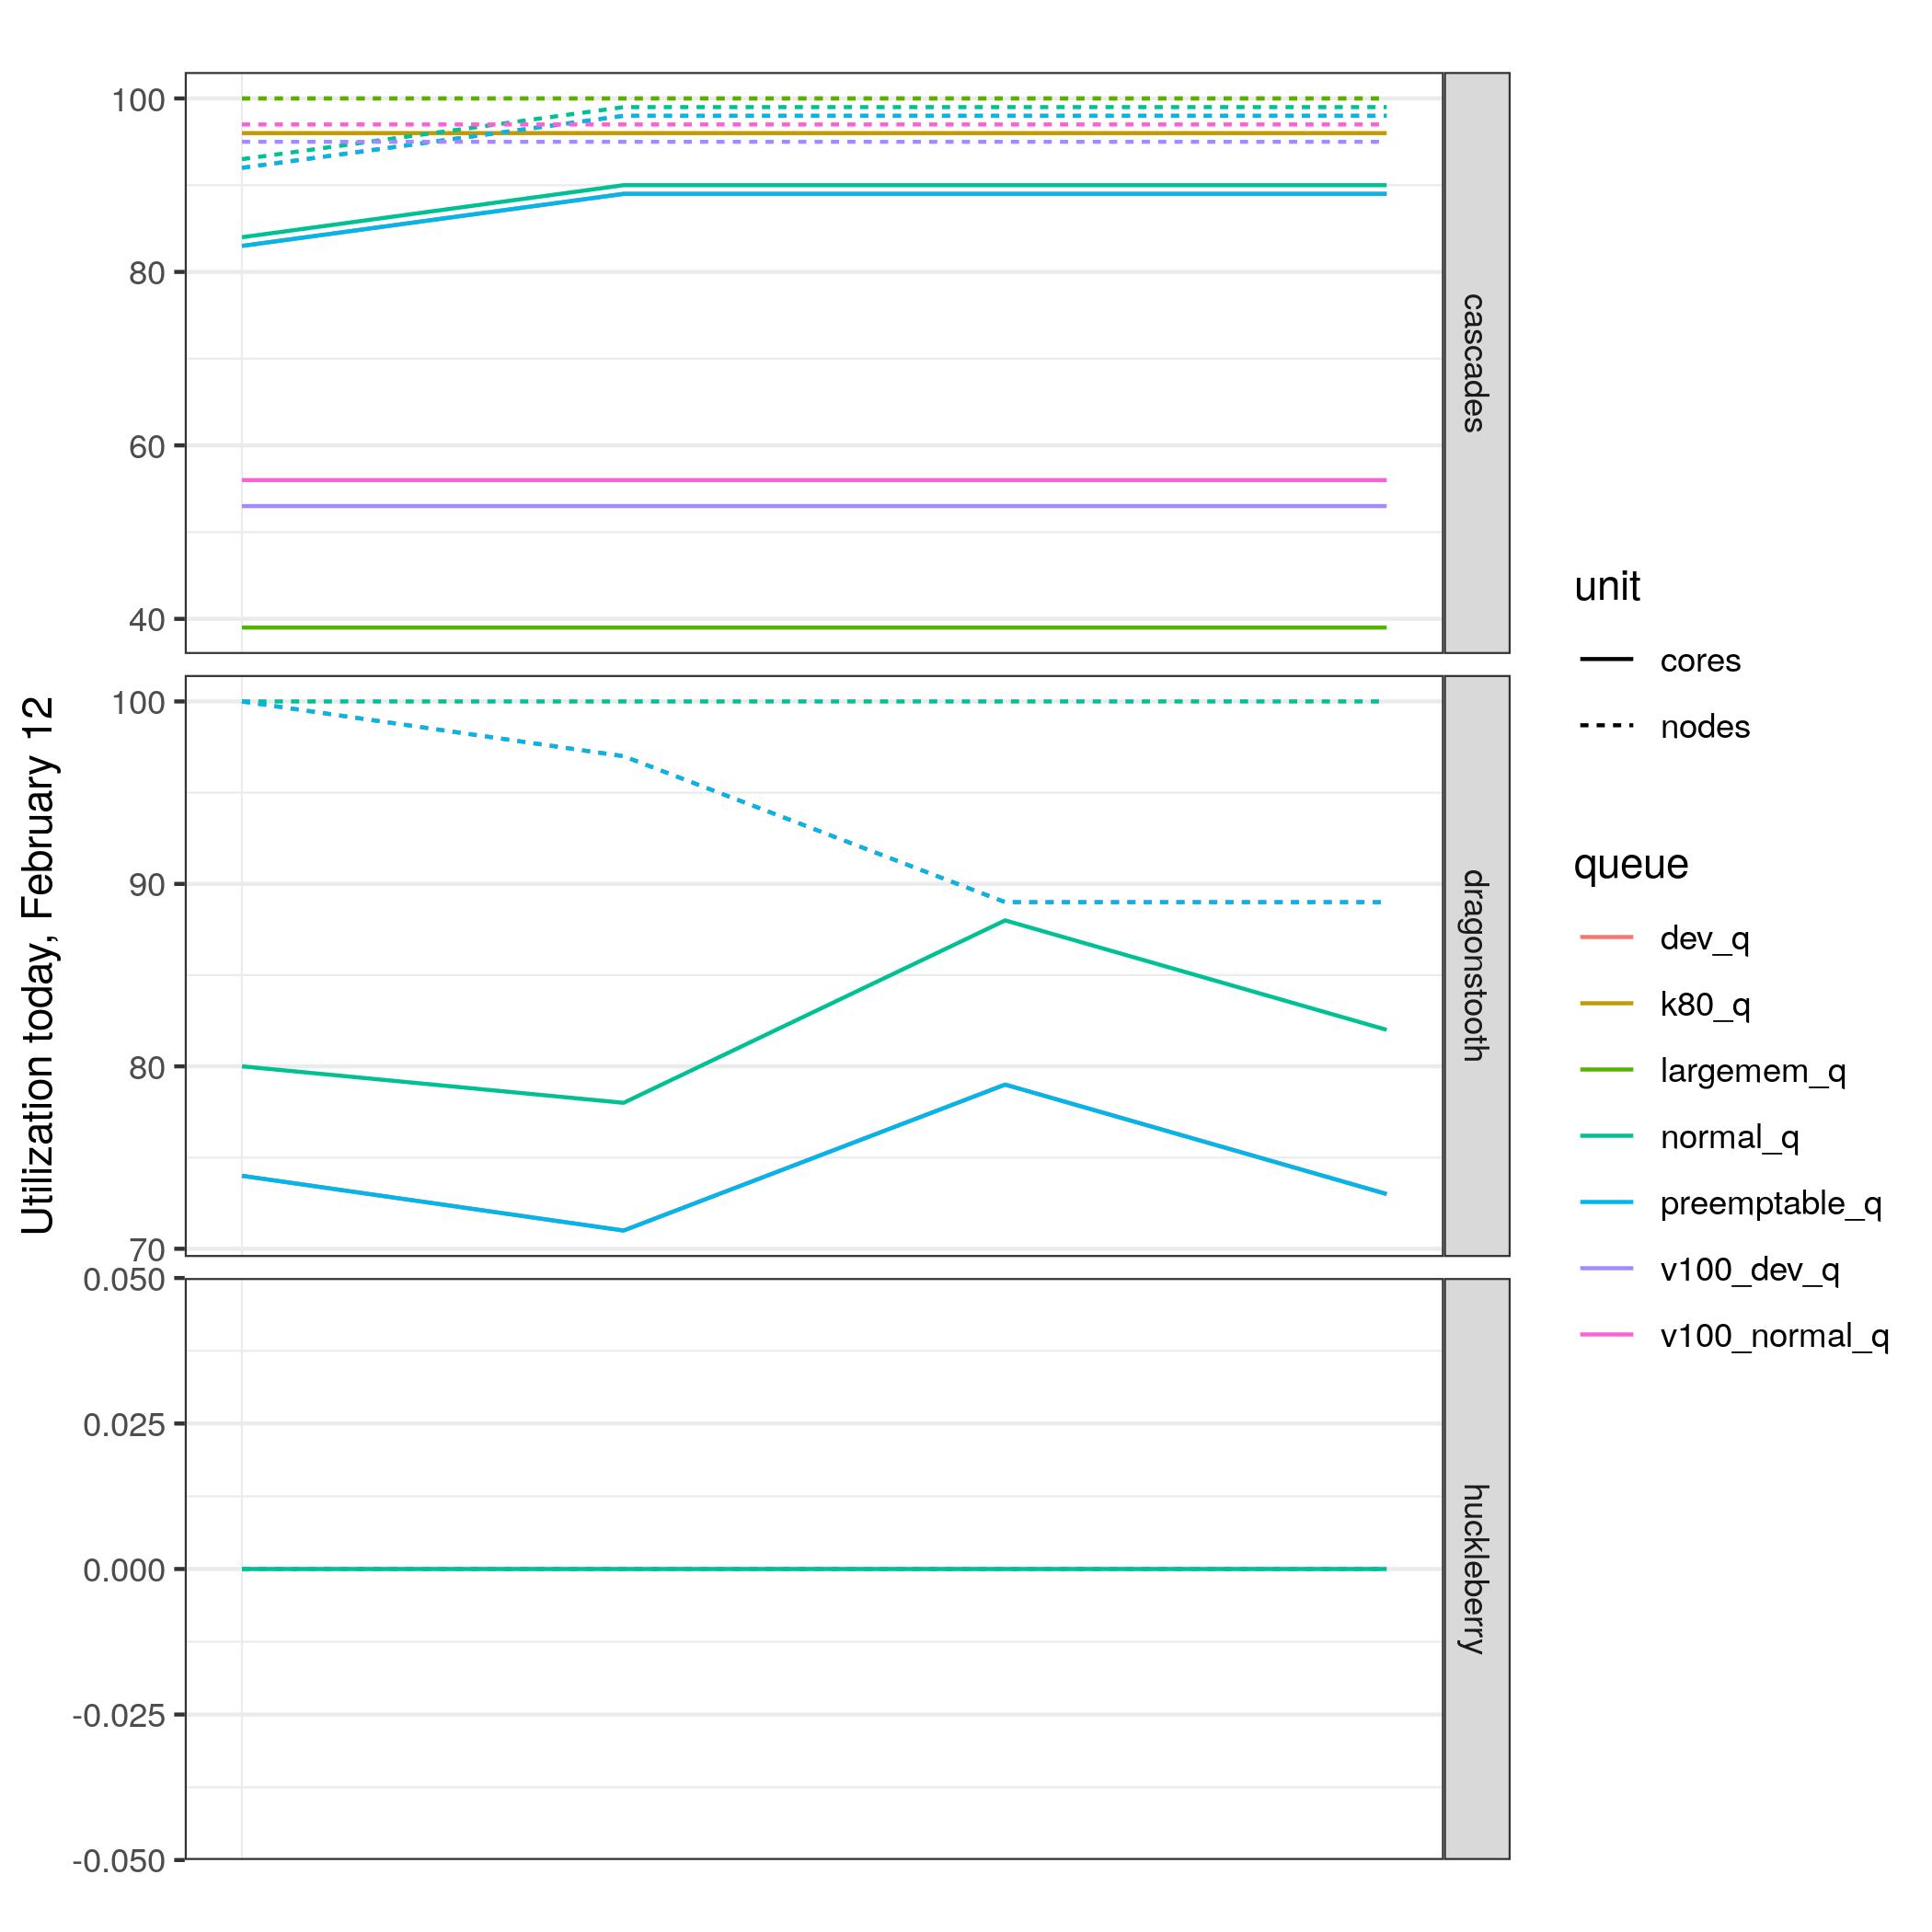 Utilization today, February 12
100
80
60
40
cascades
100
90
80
70
dragonstooth
0.050
0.025
0.000
-0.025
-0.050
huckleberry
unit
cores
nodes
queue
dev_q
k80_q
largemem_q
normal_q
preemptable_q
v100_dev_q
v100_normal_q